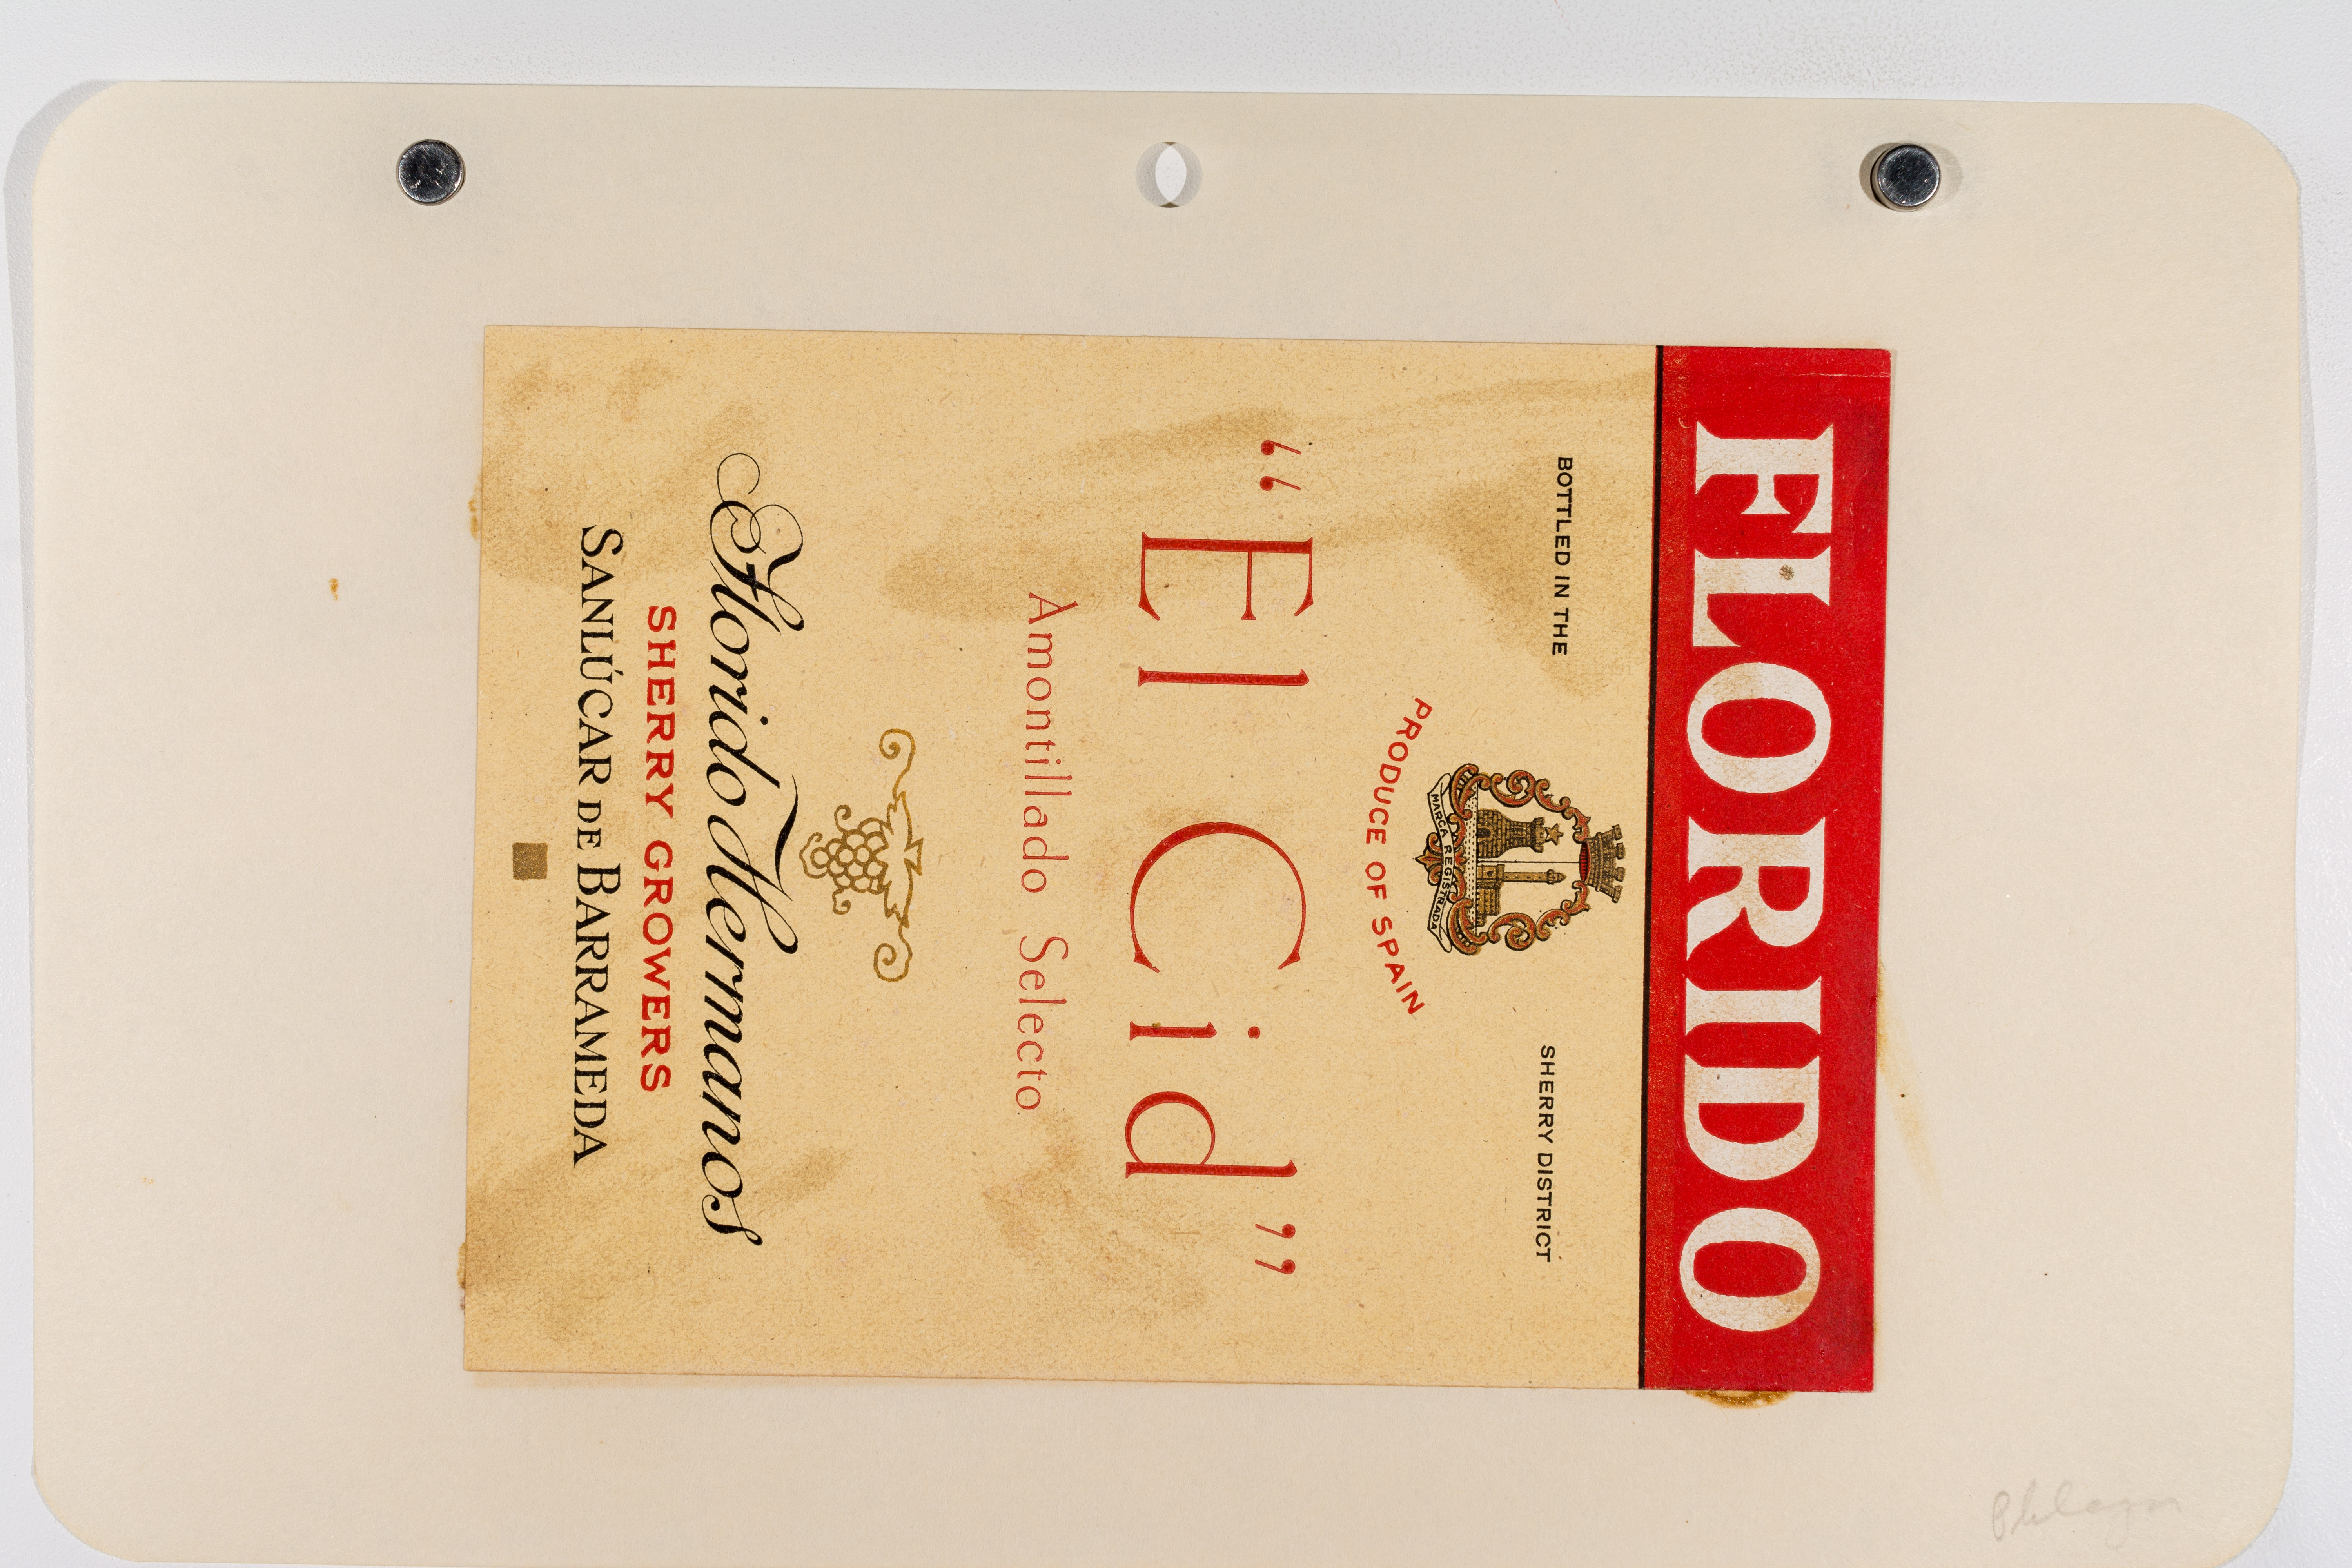 FLORIDO
BOTTLED IN THE
SHERRY DISTRICT
MARCA REGISTRADA
PRODUCE OF SPAIN
“El Cid”
Amontillado Selecto
Florido Hermanos
SHERRY GROWERS
SANLÚCAR DE BARRAMEDA